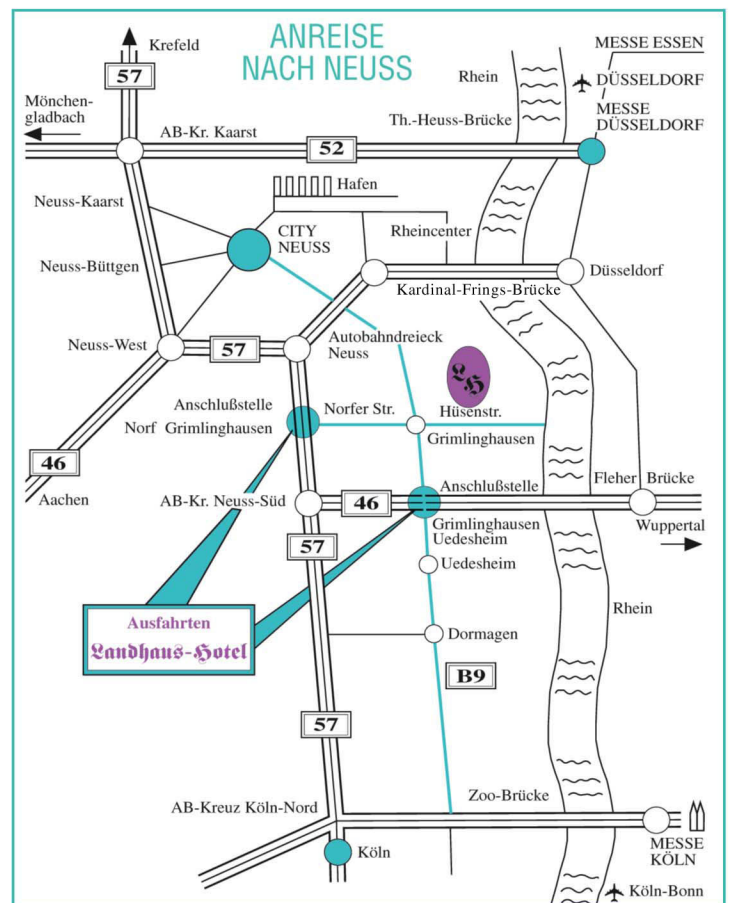 ANREISE
NACH NEUSS
Krefeld
57
Mönchen-
gladbach
AB-Kr. Kaarst
52
Rhein
Th.-Heuss-Brücke
MESSE ESSEN
DÜSSELDORF
MESSE
DÜSSELDORF
Hafen
Neuss-Kaarst
CITY
NEUSS
Rheincenter
Neuss-Büttgen
Düsseldorf
Kardinal-Frings-Brücke
Neuss-West
57
Autobahndreieck
Neuss
LH
Anschlußstelle
Norf Grimlinghausen
Norfer Str.
Hüsenstr.
Grimlinghausen
46
Aachen
AB-Kr. Neuss-Süd
46
Anschlußstelle
Grimlinghausen
Uedesheim
Fleher Brücke
Wuppertal
57
Uedesheim
Ausfahrten
Landhaus-Hotel
Rhein
Dormagen
B9
57
Zoo-Brücke
AB-Kreuz Köln-Nord
Köln
MESSE
KÖLN
Köln-Bonn